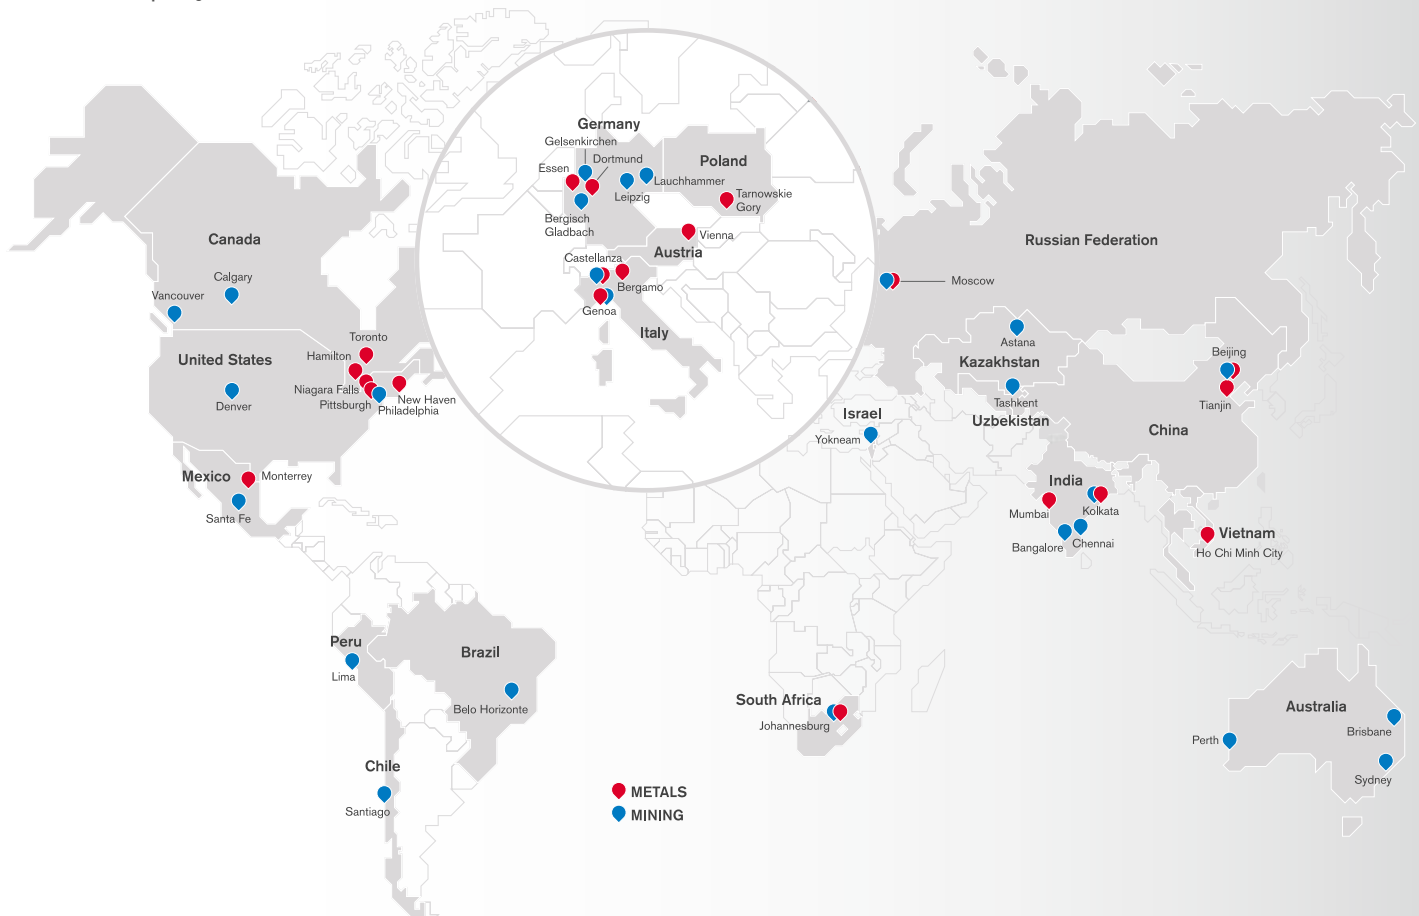 Germany
Gelsenkirchen
Dortmund
Essen
Lauchhammer
Leipzig
Bergisch
Gladbach
Poland
Tarnowskie
Gory
Vienna
Austria
Castellanza
Bergamo
Genoa
Italy
Canada
Calgary
Vancouver
Toronto
Hamilton
United States
Niagara Falls
Pittsburgh
New Haven
Philadelphia
Denver
Mexico
Monterrey
Santa Fe
Russian Federation
Moscow
Astana
Kazakhstan
Tashkent
Uzbekistan
Beijing
Tianjin
China
Israel
Yokneam
India
Mumbai
Kolkata
Bangalore
Chennai
Vietnam
Ho Chi Minh City
Peru
Lima
Brazil
Belo Horizonte
Chile
Santiago
South Africa
Johannesburg
Australia
Brisbane
Perth
Sydney
METALS
MINING